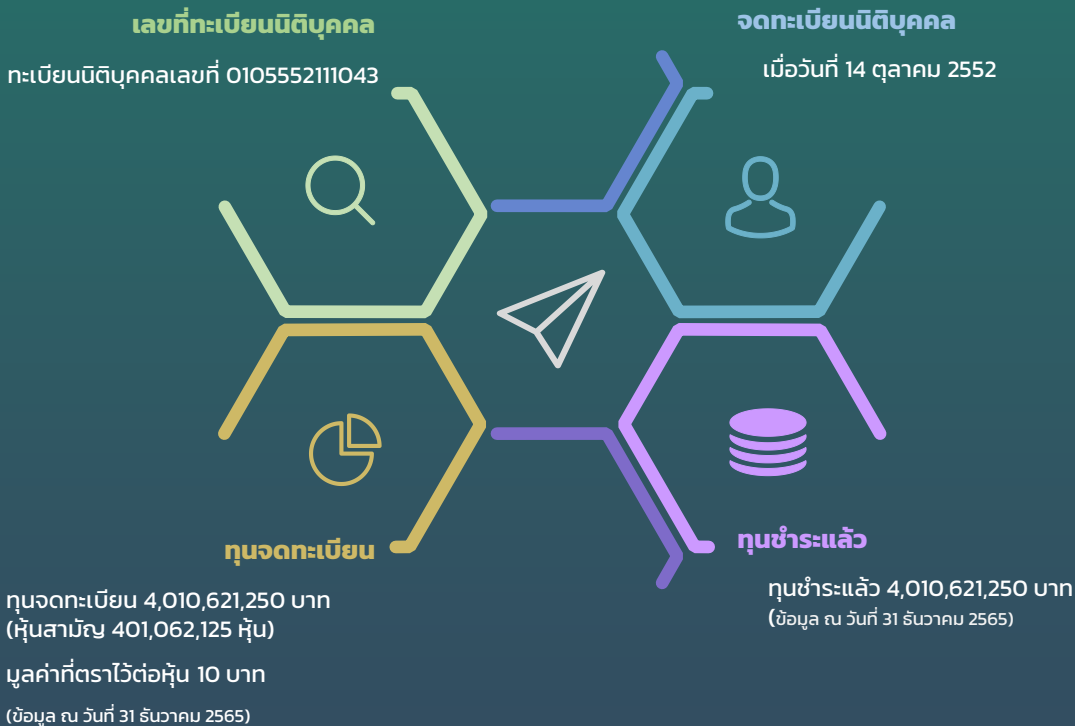 เลขที่ทะเบียนนิติบุคคล
ทะเบียนนิติบุคคลเลขที่ 0105552111043
จดทะเบียนนิติบุคคล
เมื่อวันที่ 14 ตุลาคม 2552
ทุนจดทะเบียน
ทุนจดทะเบียน 4,010,621,250 บาท
(หุ้นสามัญ 401,062,125 หุ้น)
มูลค่าที่ตราไว้ต่อหุ้น 10 บาท
(ข้อมูล ณ วันที่ 31 ธันวาคม 2565)
ทุนชำระแล้ว
ทุนชำระแล้ว 4,010,621,250 บาท
(ข้อมูล ณ วันที่ 31 ธันวาคม 2565)